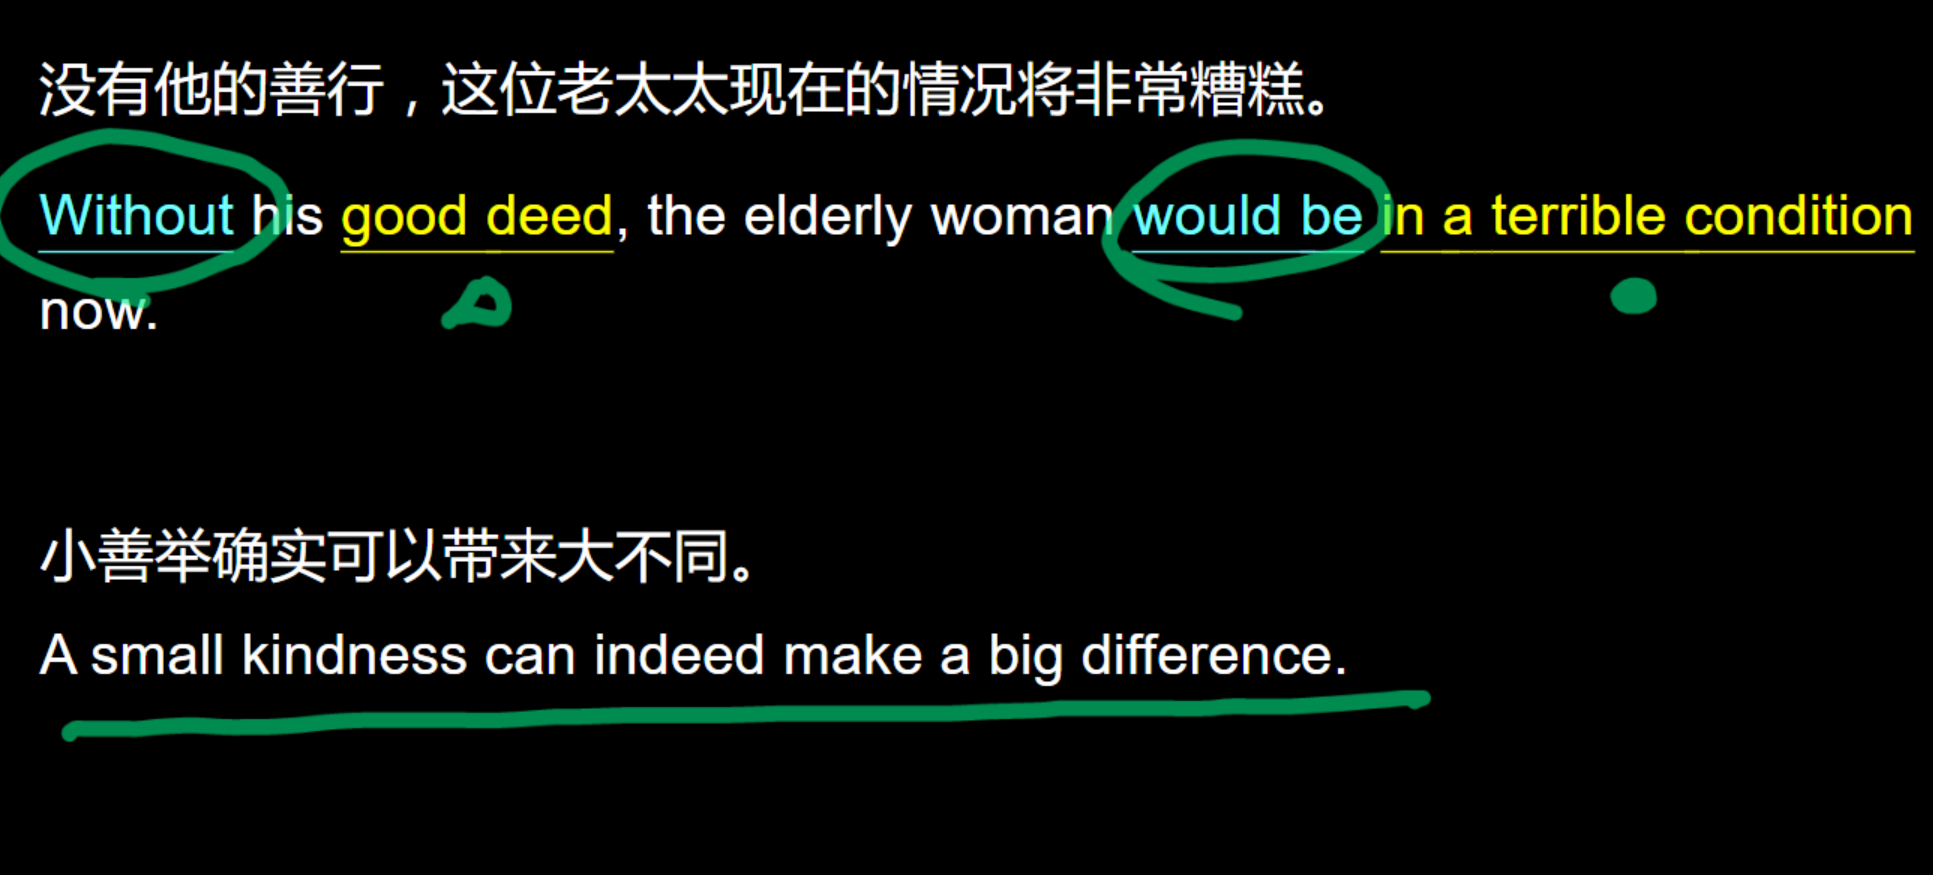 没有他的善行，这位老太太现在的情况将非常糟糕。
Without his good deed, the elderly woman would be in a terrible condition
now.
小善举确实可以带来大不同。
A small kindness can indeed make a big difference.